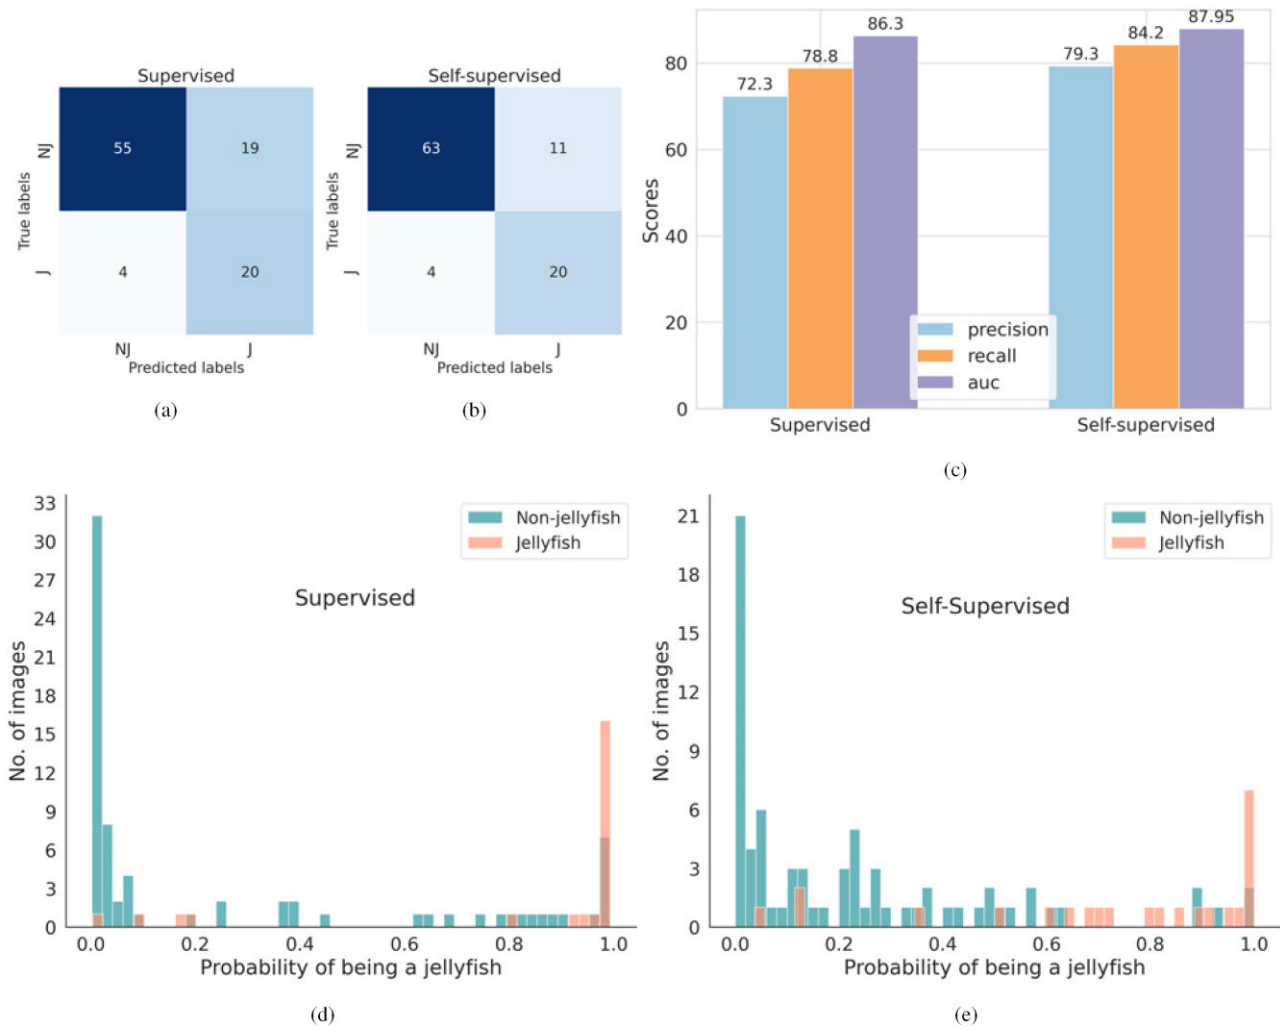 Supervised
NJ
J
True labels
55
19
4
20
NJ
J
Predicted labels
(a)
Self-supervised
NJ
J
True labels
63
11
4
20
NJ
J
Predicted labels
(b)
Scores
80
60
40
20
0
72.3
78.8
86.3
79.3
84.2
87.95
precision
recall
auc
Supervised
Self-supervised
(c)
No. of images
33
30
27
24
21
18
15
12
9
6
3
0
Non-jellyfish
Jellyfish
Supervised
0.0 0.2 0.4 0.6 0.8 1.0
Probability of being a jellyfish
(d)
No. of images
21
18
15
12
9
6
3
0
Non-jellyfish
Jellyfish
Self-Supervised
0.0 0.2 0.4 0.6 0.8 1.0
Probability of being a jellyfish
(e)